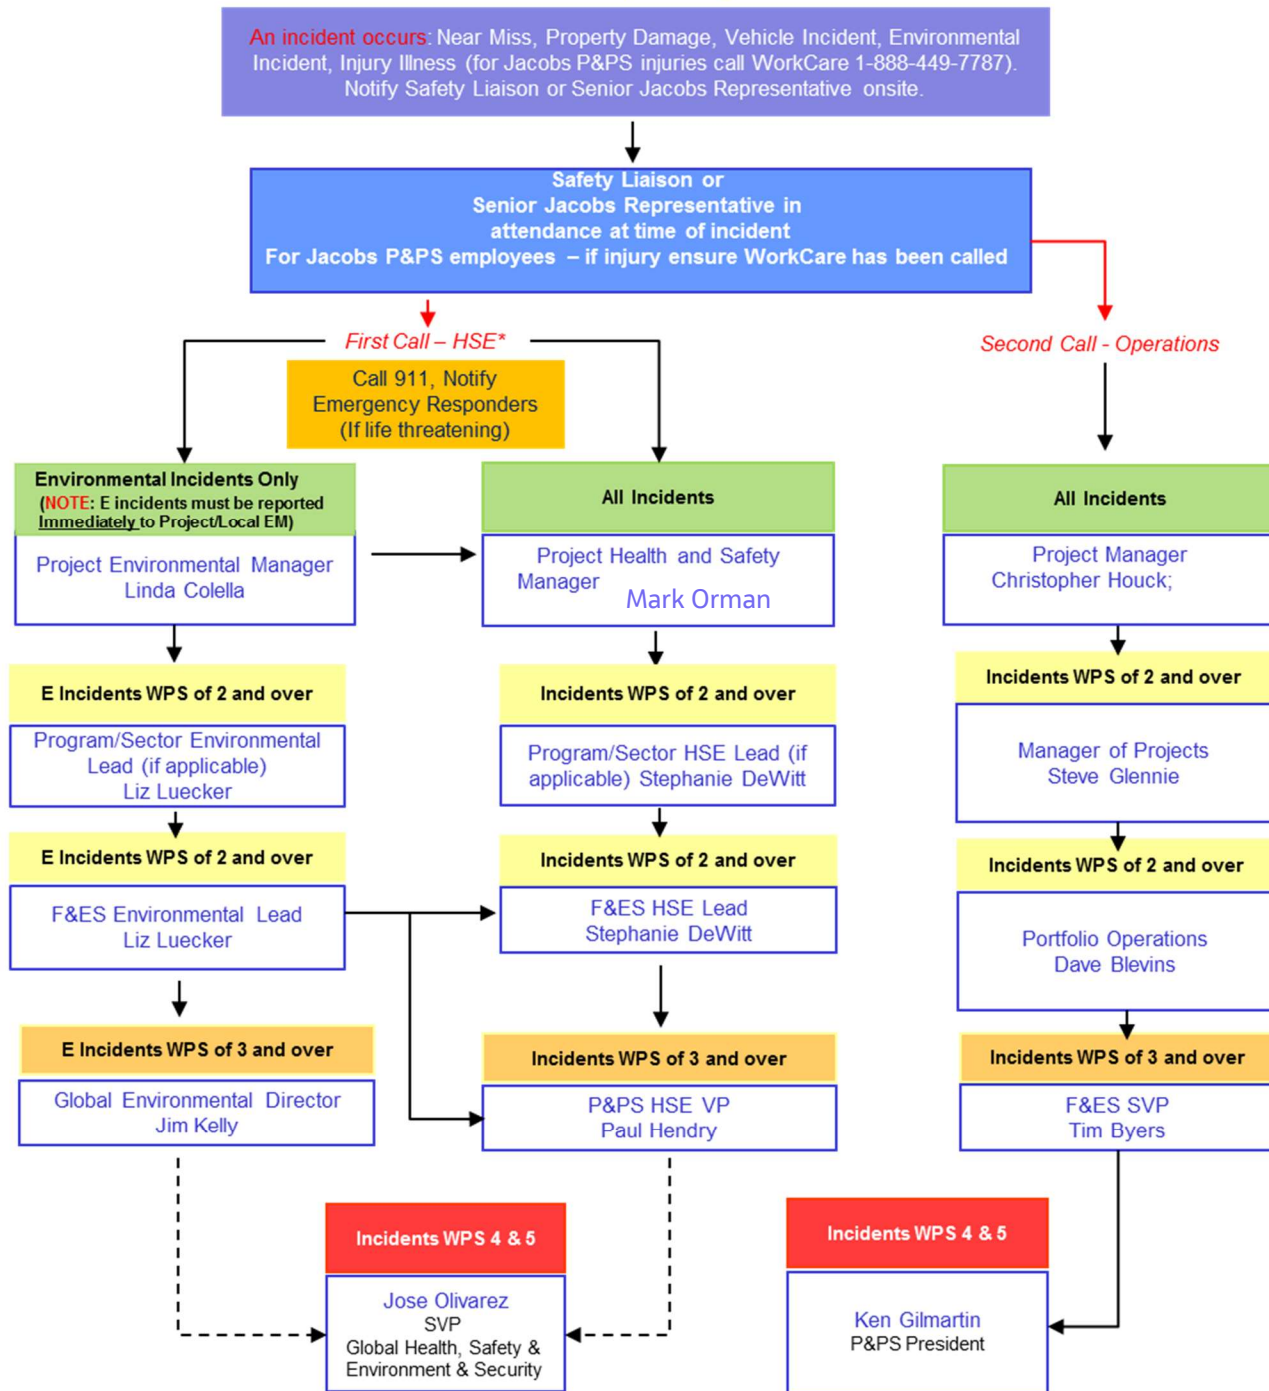 An incident occurs: Near Miss, Property Damage, Vehicle Incident, Environmental
Incident, Injury Illness (for Jacobs P&PS injuries call WorkCare 1-888-449-7787).
Notify Safety Liaison or Senior Jacobs Representative onsite.
Safety Liaison or
Senior Jacobs Representative in
attendance at time of incident
For Jacobs P&PS employees – if injury ensure WorkCare has been called
First Call – HSE*
Second Call - Operations
Call 911, Notify
Emergency Responders
(If life threatening)
Environmental Incidents Only
(NOTE: E incidents must be reported
Immediately to Project/Local EM)
Project Environmental Manager
Linda Colella
All Incidents
Project Health and Safety
Manager Mark Orman
All Incidents
Project Manager
Christopher Houck;
E Incidents WPS of 2 and over
Program/Sector Environmental
Lead (if applicable)
Liz Luecker
Incidents WPS of 2 and over
Program/Sector HSE Lead (if
applicable) Stephanie DeWitt
Incidents WPS of 2 and over
Manager of Projects
Steve Glennie
E Incidents WPS of 2 and over
F&ES Environmental Lead
Liz Luecker
Incidents WPS of 2 and over
F&ES HSE Lead
Stephanie DeWitt
Incidents WPS of 2 and over
Portfolio Operations
Dave Blevins
E Incidents WPS of 3 and over
Global Environmental Director
Jim Kelly
Incidents WPS of 3 and over
P&PS HSE VP
Paul Hendry
Incidents WPS of 3 and over
F&ES SVP
Tim Byers
Incidents WPS 4 & 5
Jose Olivarez
SVP
Global Health, Safety &
Environment & Security
Incidents WPS 4 & 5
Ken Gilmartin
P&PS President